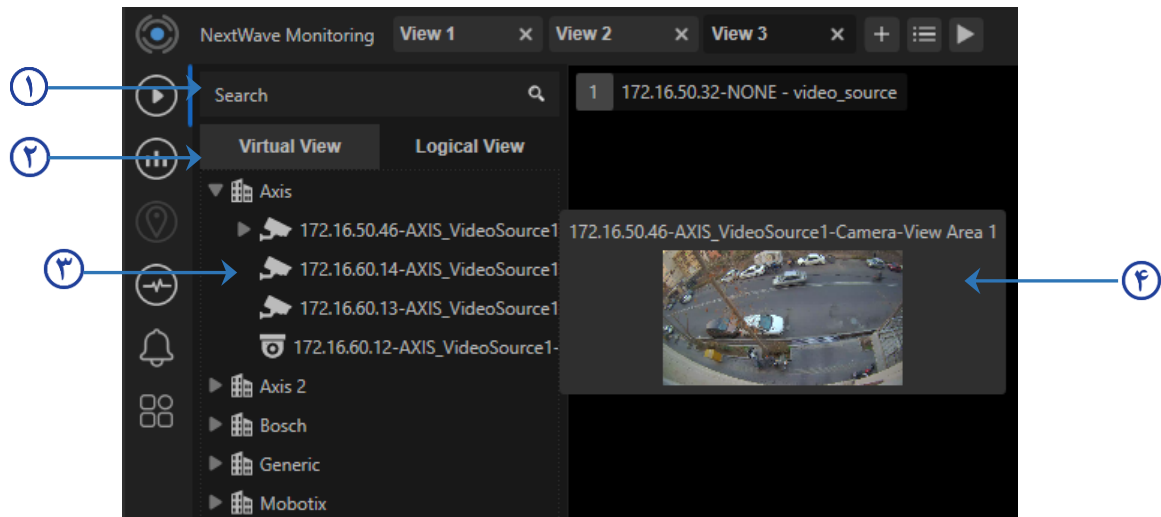 NextWave Monitoring View 1 View 2 View 3
۱ Search 1 172.16.50.32-NONE - video_source
۲ Virtual View Logical View
Axis
172.16.50.46-AXIS_VideoSource1 172.16.50.46-AXIS_VideoSource1-Camera-View Area 1
۳ 172.16.60.14-AXIS_VideoSource1 ۴
172.16.60.13-AXIS_VideoSource1
172.16.60.12-AXIS_VideoSource1-
Axis 2
Bosch
Generic
Mobotix